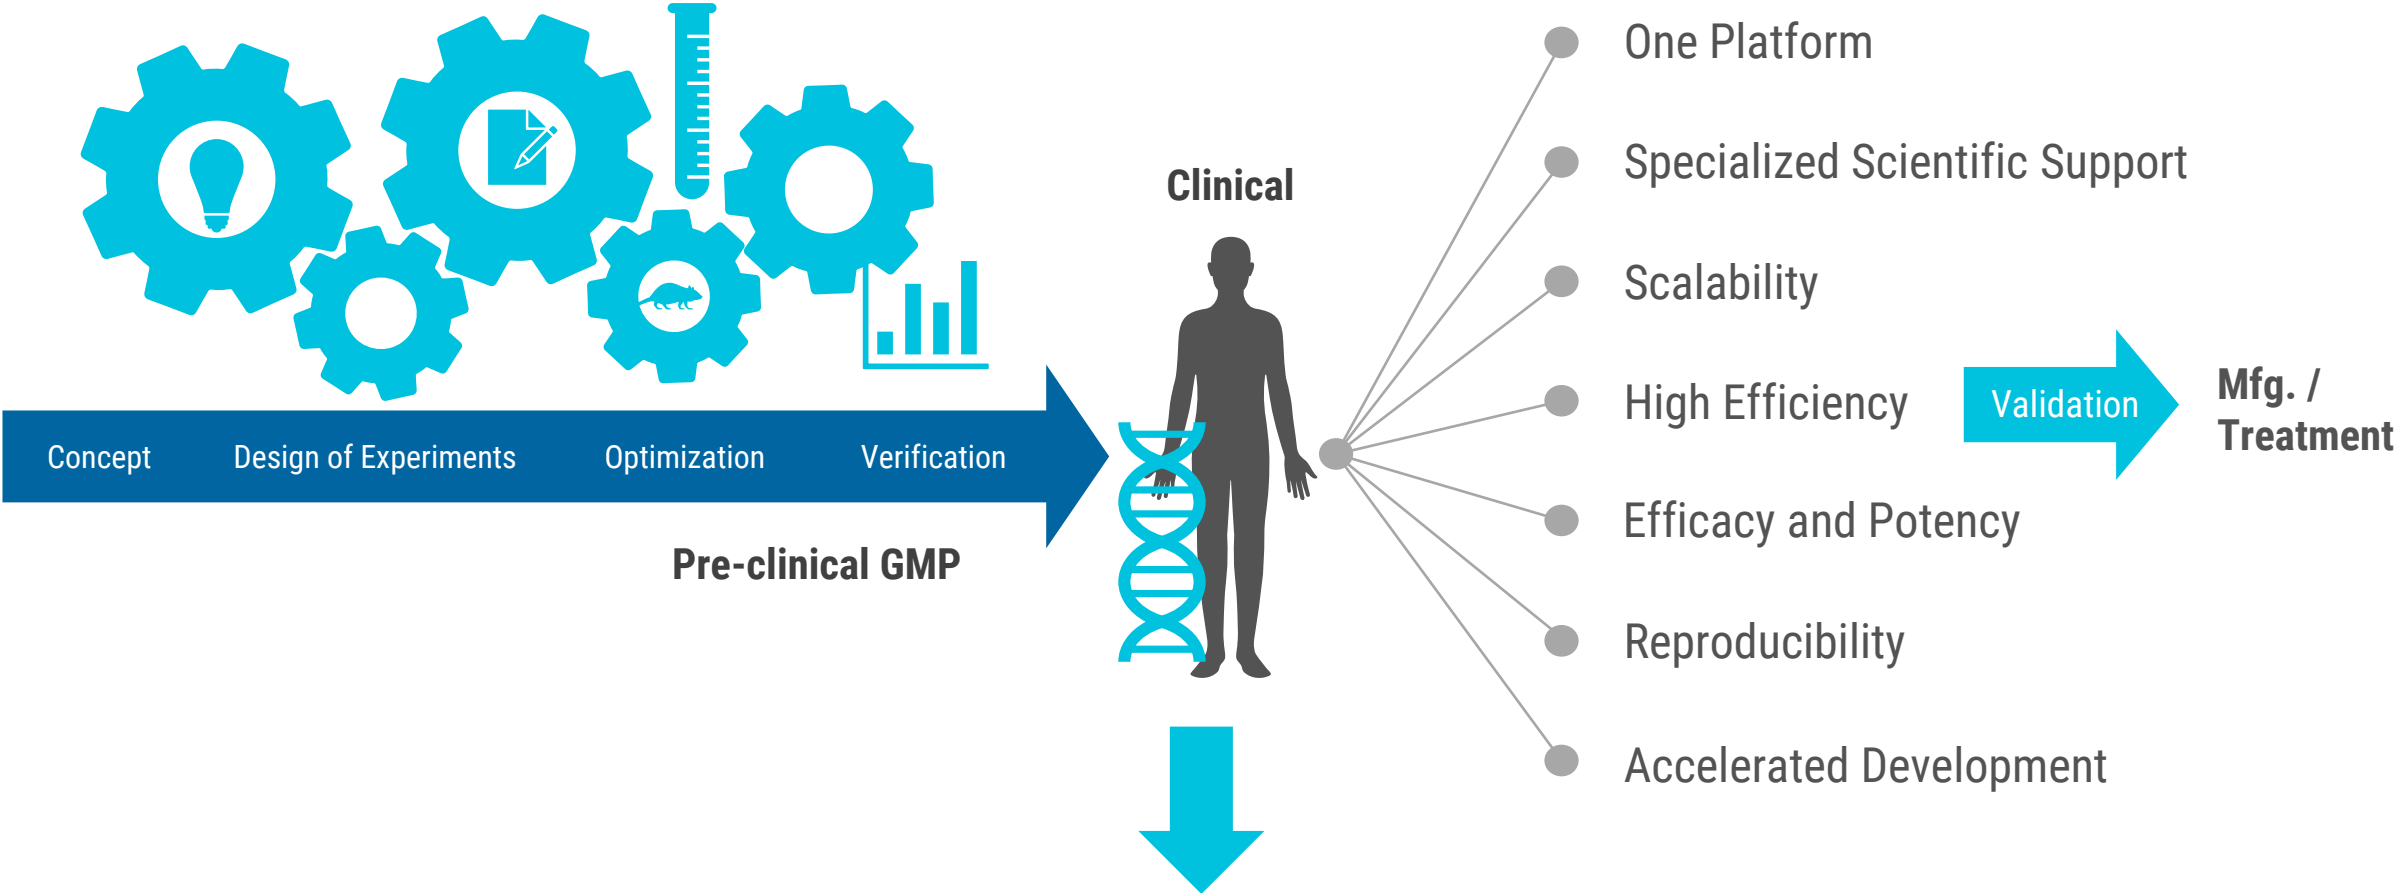 Concept
Design of Experiments
Optimization
Verification
Pre-clinical GMP
Clinical
One Platform
Specialized Scientific Support
Scalability
High Efficiency
Efficacy and Potency
Reproducibility
Accelerated Development
Validation
Mfg. /
Treatment